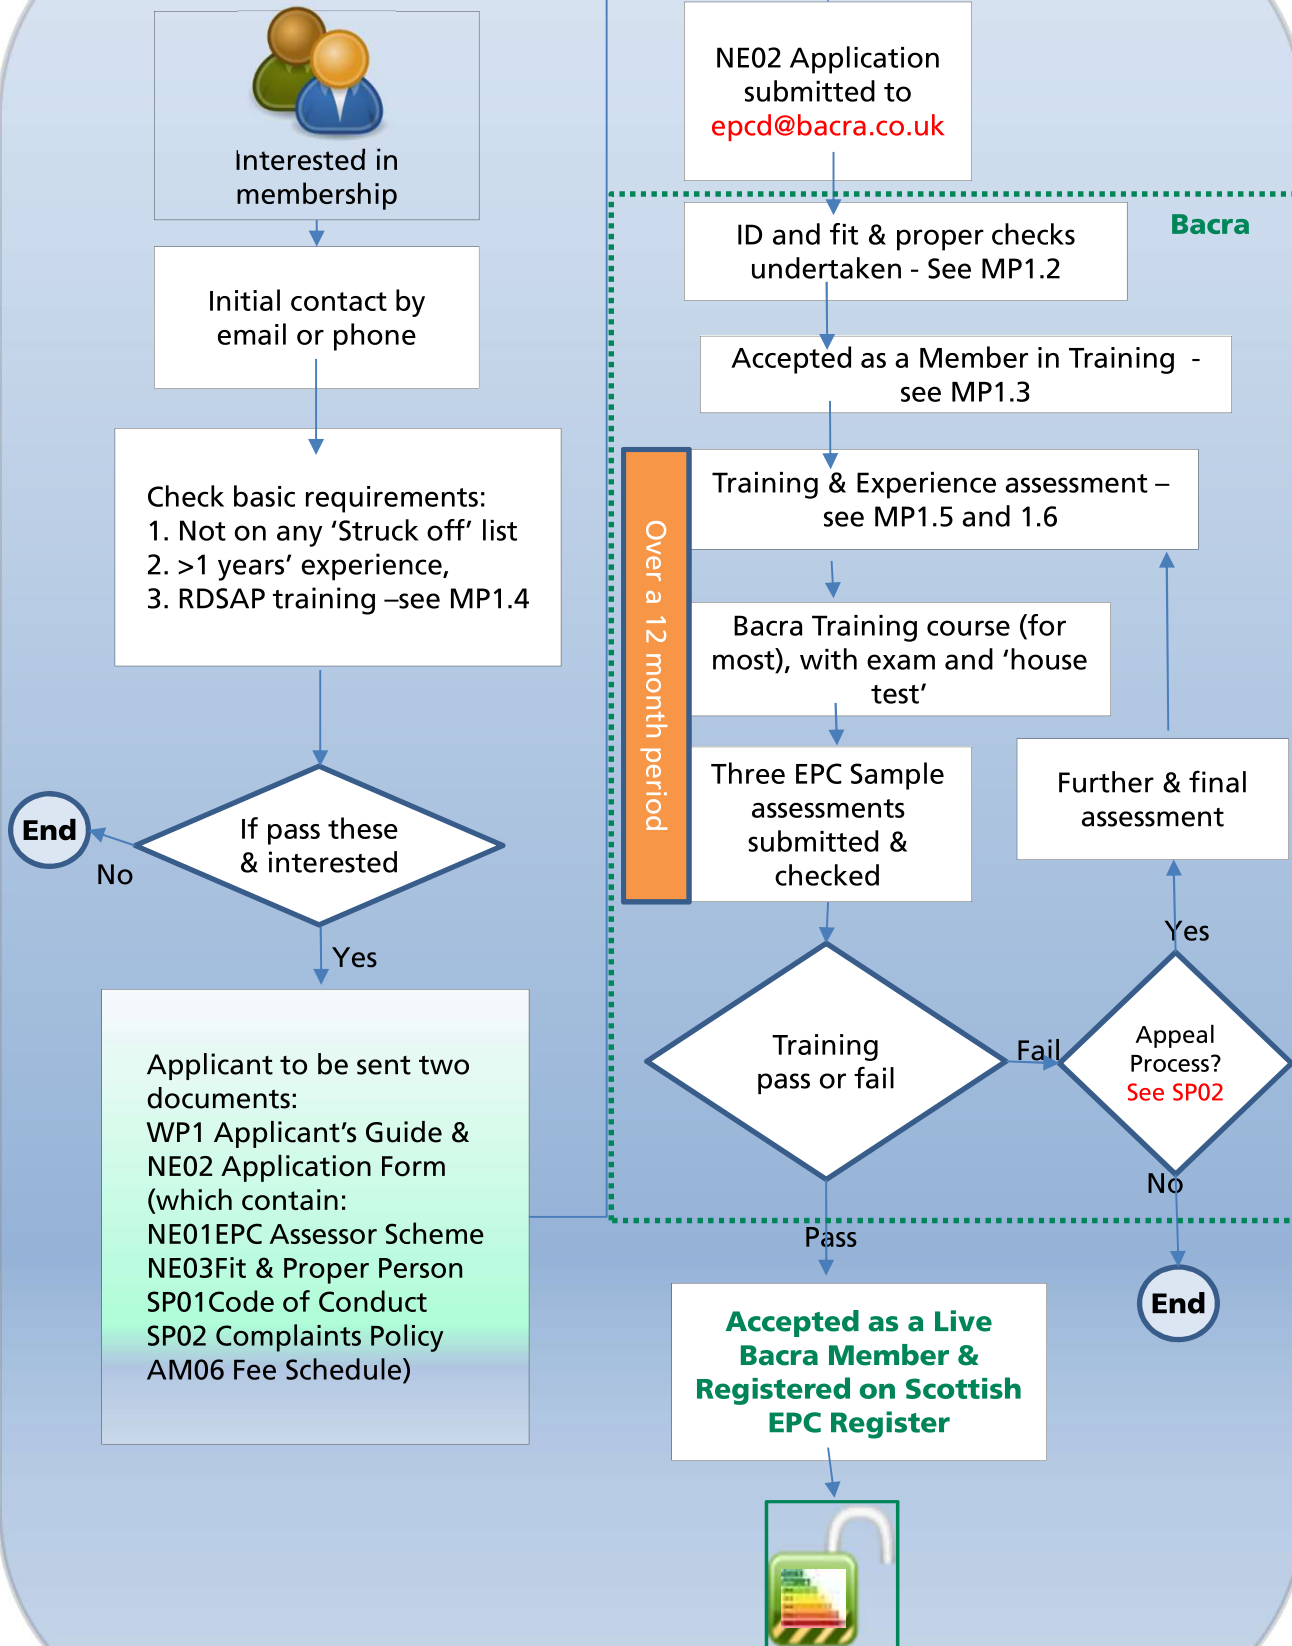 Interested in
membership
Initial contact by
email or phone
Check basic requirements:
1. Not on any ‘Struck off’ list
2. >1 years’ experience,
3. RDSAP training –see MP1.4
If pass these
& interested
End
No
Yes
Applicant to be sent two
documents:
WP1 Applicant’s Guide &
NE02 Application Form
(which contain:
NE01EPC Assessor Scheme
NE03Fit & Proper Person
SP01Code of Conduct
SP02 Complaints Policy
AM06 Fee Schedule)
NE02 Application
submitted to
epcd@bacra.co.uk
Bacra
ID and fit & proper checks
undertaken - See MP1.2
Accepted as a Member in Training  -
see MP1.3
Over a 12 month period
Training & Experience assessment –
see MP1.5 and 1.6
Bacra Training course (for
most), with exam and ‘house
test’
Three EPC Sample
assessments
submitted &
checked
Further & final
assessment
Yes
Training
pass or fail
Fail
Appeal
Process?
See SP02
No
Pass
End
Accepted as a Live
Bacra Member &
Registered on Scottish
EPC Register